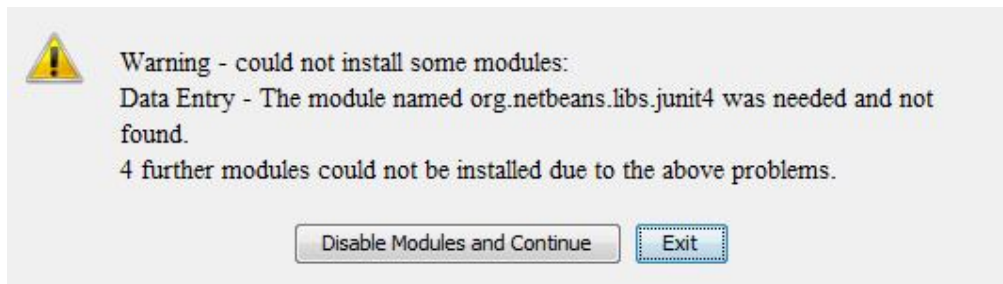 Warning - could not install some modules:
Data Entry - The module named org.netbeans.libs.junit4 was needed and not
found.
4 further modules could not be installed due to the above problems.
Disable Modules and Continue
Exit